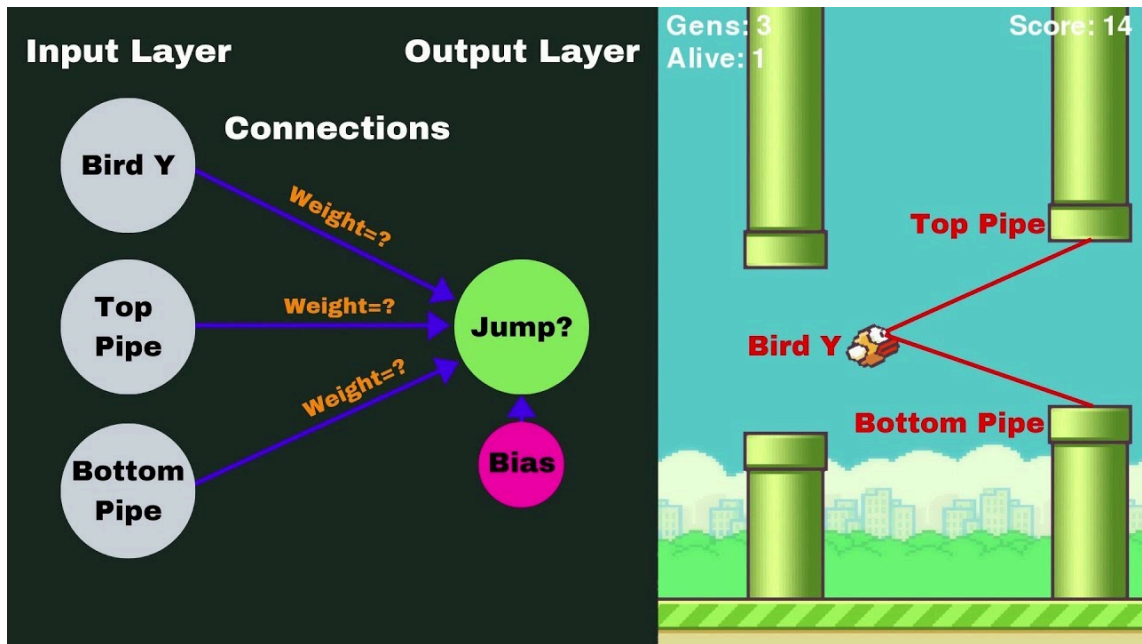 Input Layer
Output Layer
Connections
Bird Y
Weight=?
Top
Pipe
Weight=?
Jump?
Weight=?
Bottom
Pipe
Bias
Gens: 3
Score: 14
Alive: 1
Top Pipe
Bird Y
Bottom Pipe